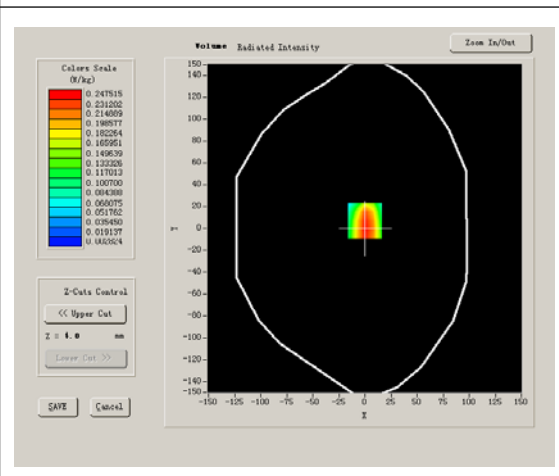 Volume Radiated Intensity
Zoom In/Out
Colors Scale
(W/kg)
0.247515
0.231202
0.214889
0.198577
0.182264
0.165951
0.149639
0.133326
0.117013
0.100700
0.084388
0.068075
0.051762
0.035450
0.019137
150
140
120
100
80
60
40
20
0
-20
-40
-60
-80
-100
-120
-140
-150
-150 -125 -100 -75 -50 -25 0 25 50 75 100 125 150
X
Z-Cuts Control
<< Upper Cut
Z = 4.0 mm
Lower Cut >>
SAVE
Cancel